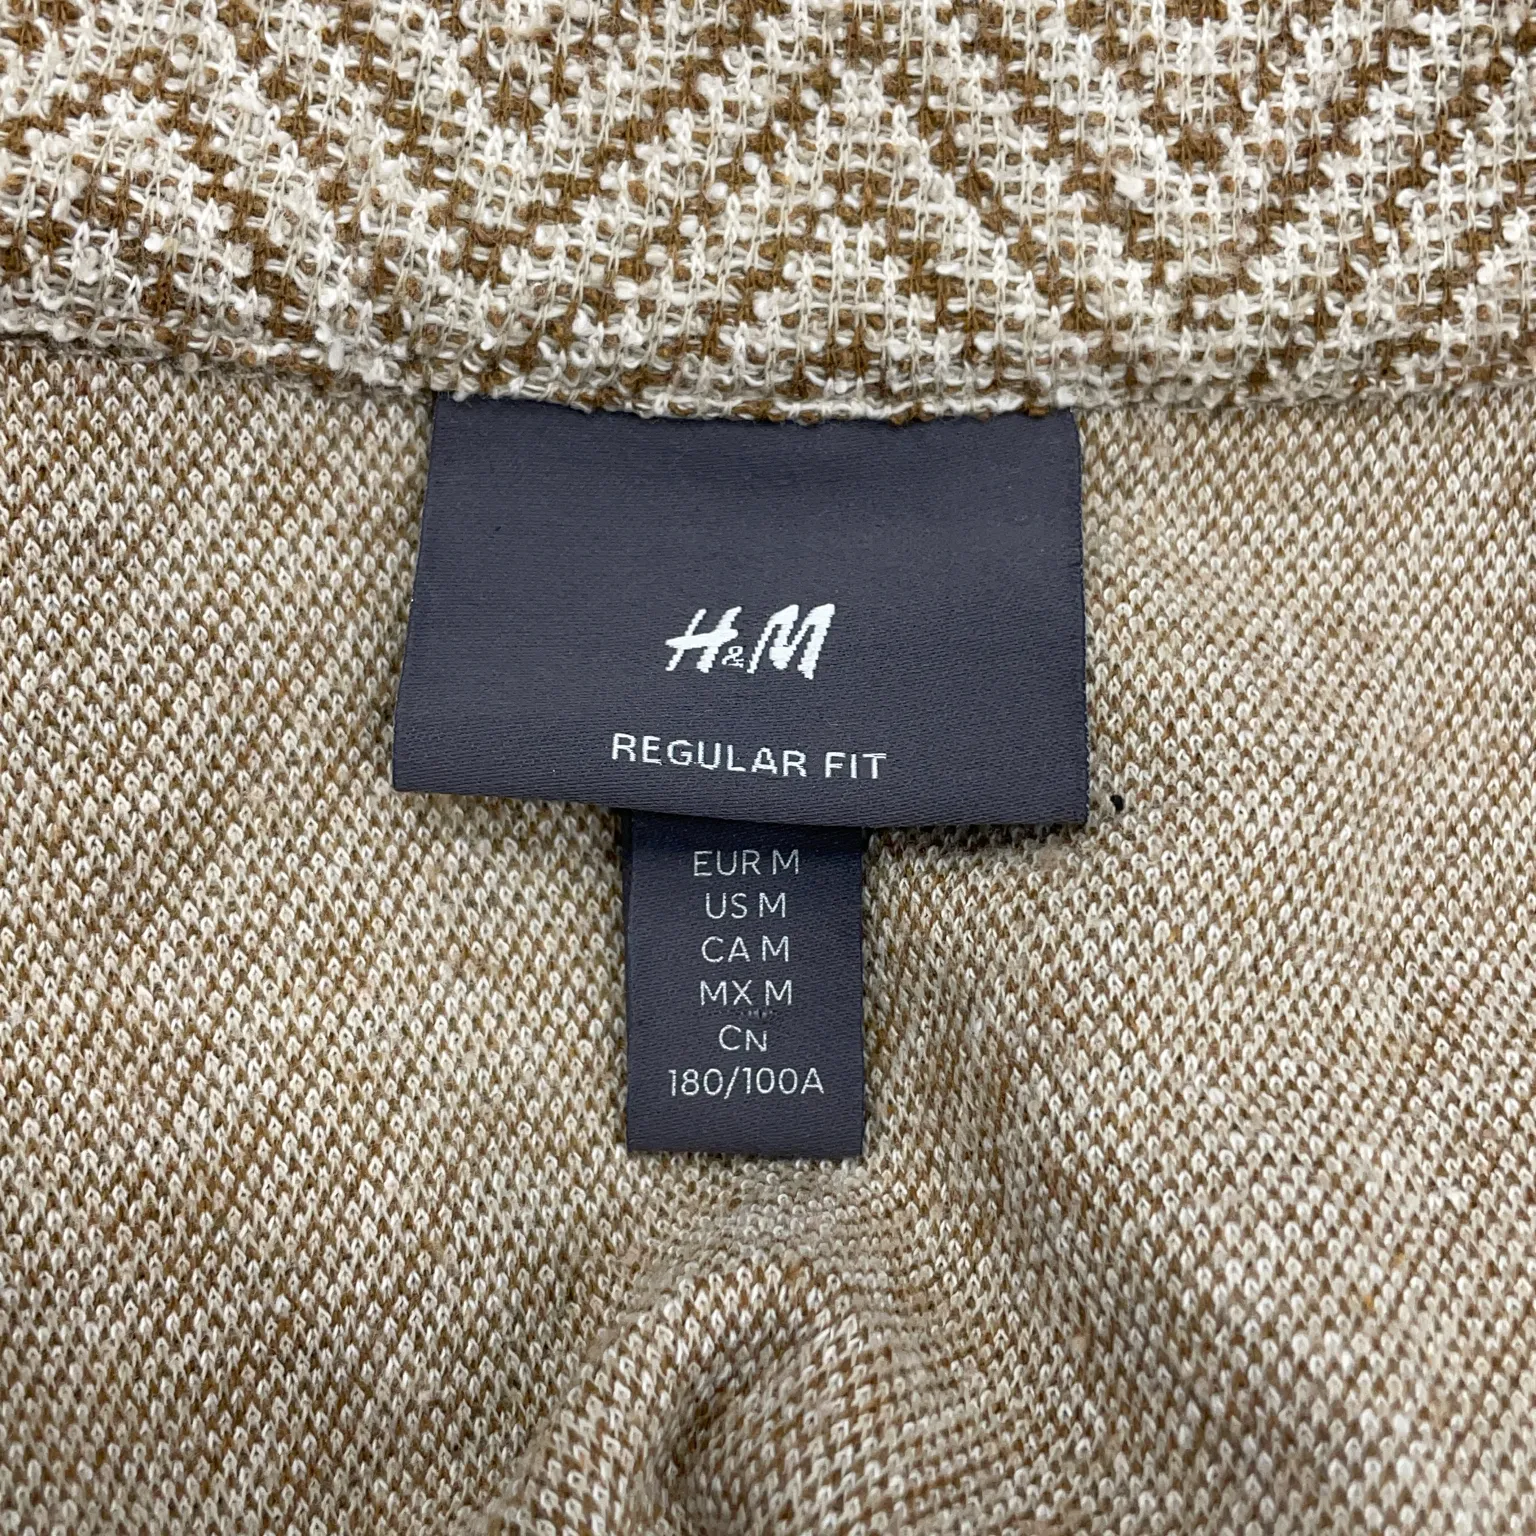 H&M
REGULAR FIT
EUR M
US M
CA M
MX M
CN
180/100A